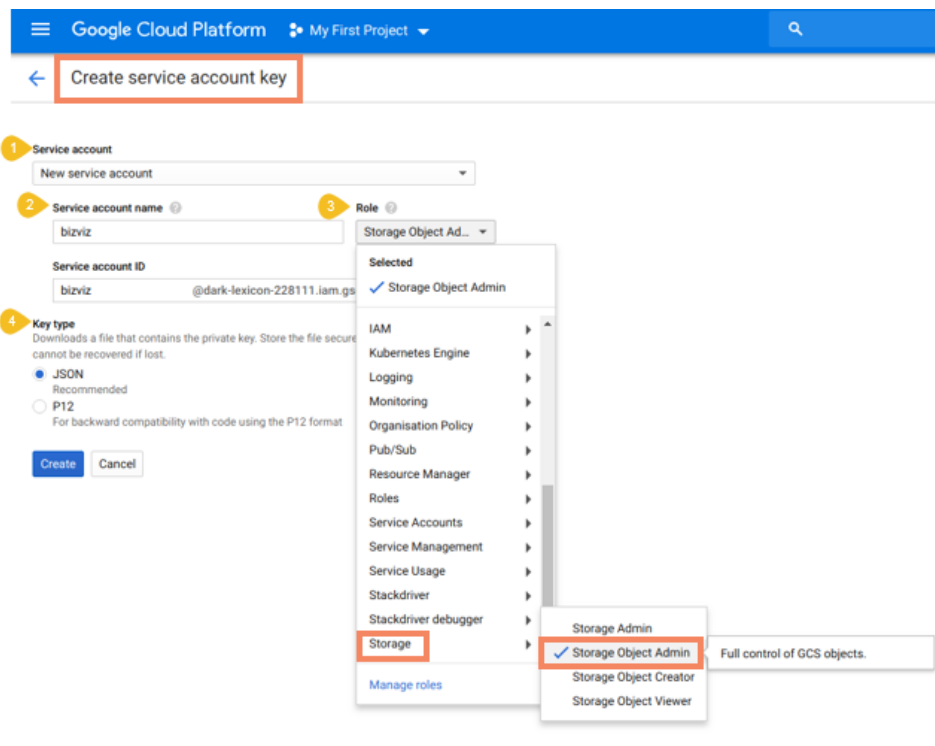 Google Cloud Platform My First Project
Create service account key
1 Service account
New service account
2 Service account name
bizviz
3 Role
Storage Object Ad...
Service account ID
bizviz @dark-lexicon-228111.iam.gs
4 Key type
Downloads a file that contains the private key. Store the file secure
cannot be recovered if lost.
JSON
Recommended
P12
For backward compatibility with code using the P12 format
Create Cancel
Selected
Storage Object Admin
IAM
Kubernetes Engine
Logging
Monitoring
Organisation Policy
Pub/Sub
Resource Manager
Roles
Service Accounts
Service Management
Service Usage
Stackdriver
Stackdriver debugger
Storage
Manage roles
Storage Admin
Storage Object Admin
Storage Object Creator
Storage Object Viewer
Full control of GCS objects.